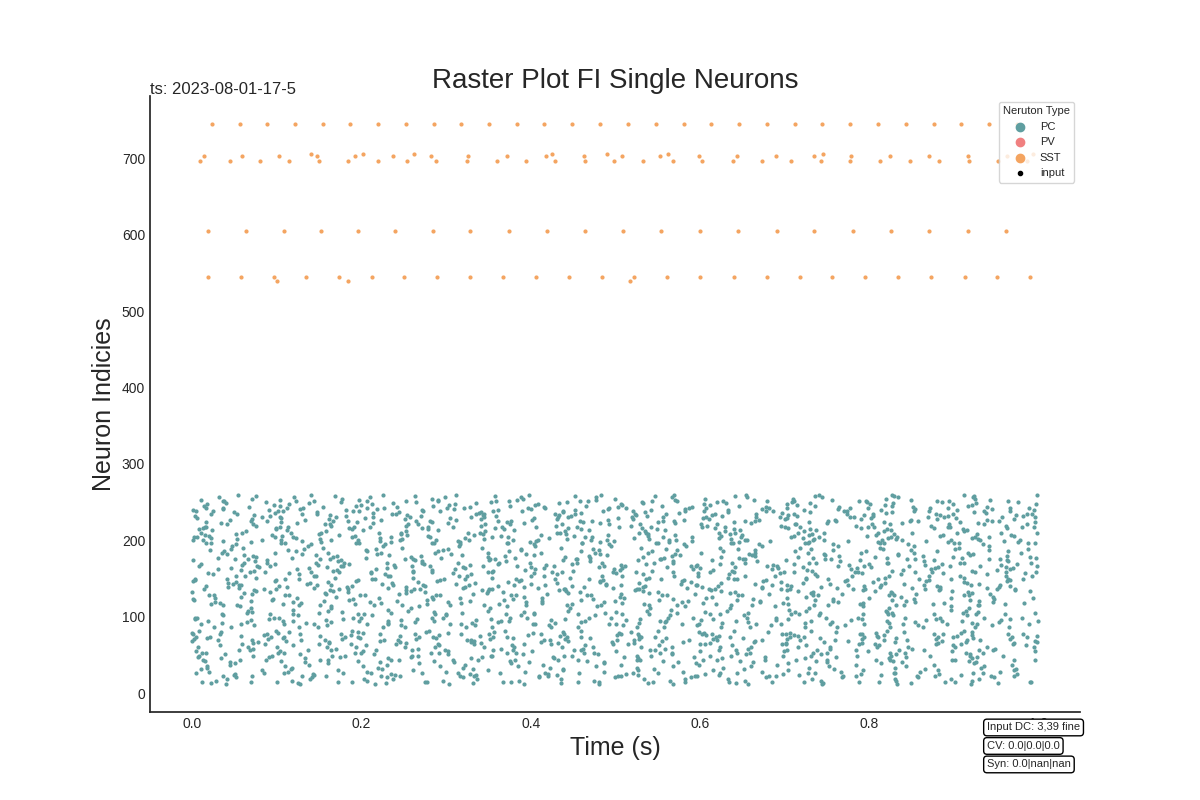 Raster Plot FI Single Neurons
ts: 2023-08-01-17-5
Neruton Type
PC
PV
SST
input
Neuron Indicies
700
600
500
400
300
200
100
0
0.0
0.2
0.4
0.6
0.8
Time (s)
Input DC: 3,39 fine
CV: 0.0|0.0|0.0
Syn: 0.0|nan|nan